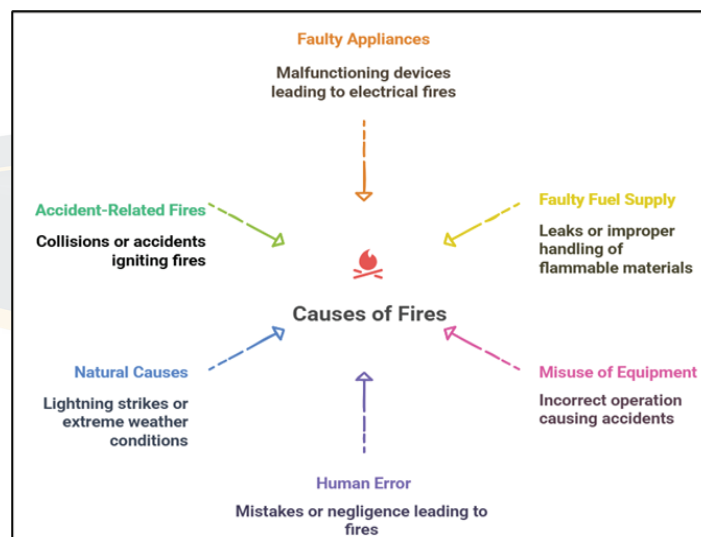 Faulty Appliances
Malfunctioning devices
leading to electrical fires
Accident-Related Fires
Collisions or accidents
igniting fires
Faulty Fuel Supply
Leaks or improper
handling of
flammable materials
Causes of Fires
Natural Causes
Lightning strikes or
extreme weather
conditions
Misuse of Equipment
Incorrect operation
causing accidents
Human Error
Mistakes or negligence leading to
fires